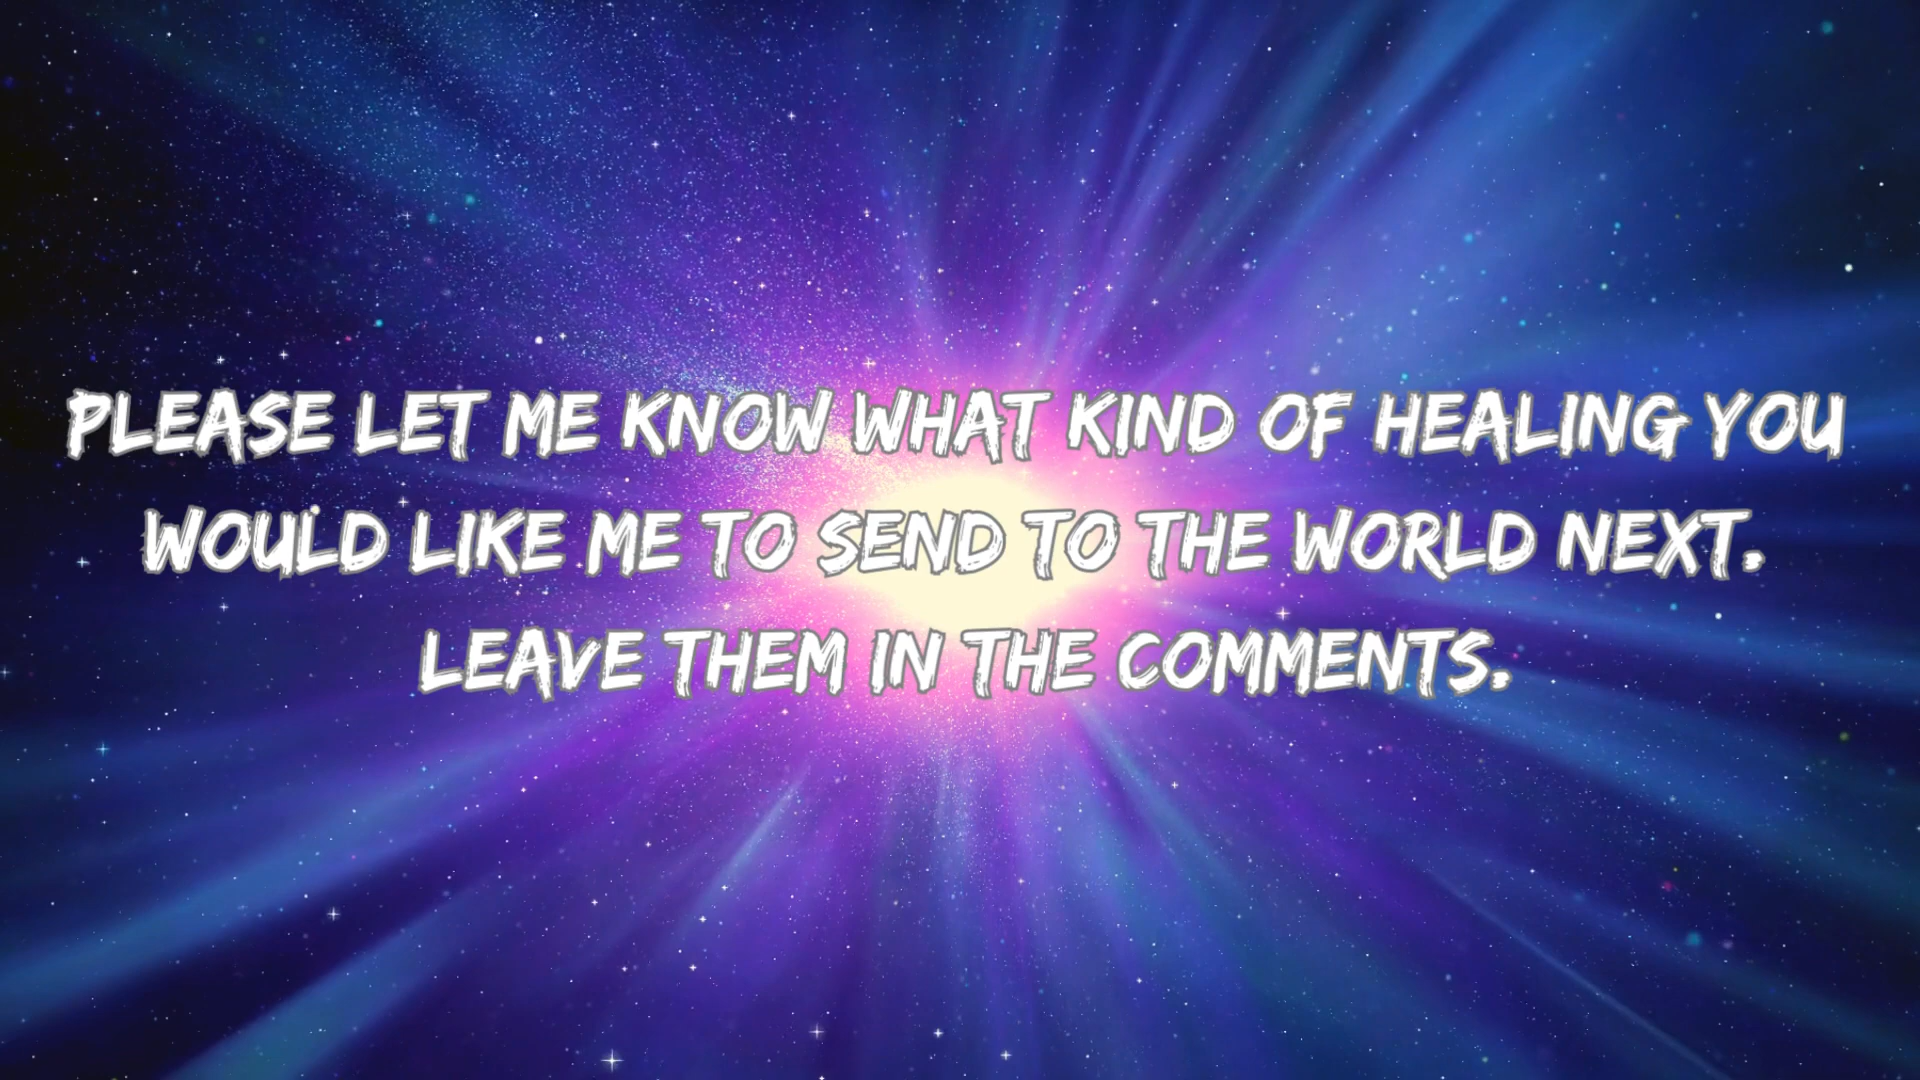 PLEASE LET ME KNOW WHAT KIND OF HEALING YOU
WOULD LIKE ME TO SEND TO THE WORLD NEXT.
LEAVE THEM IN THE COMMENTS.